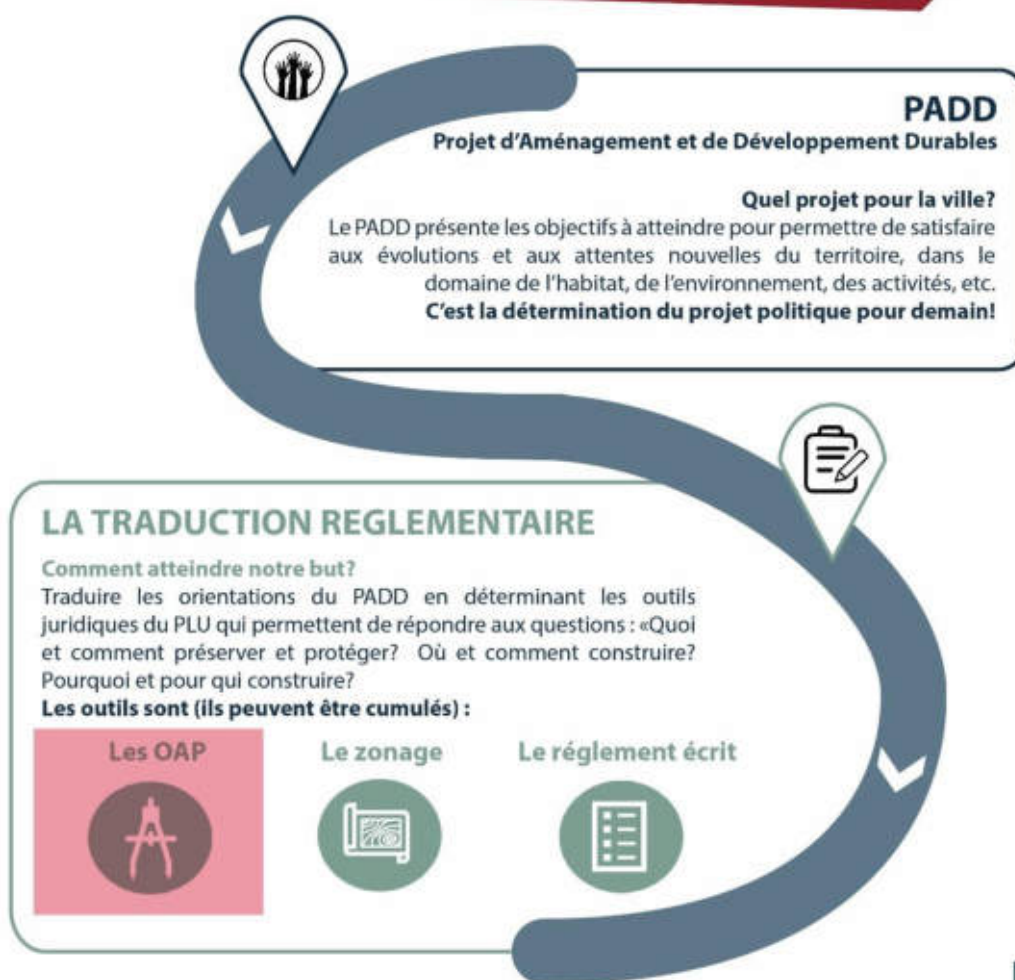 PADD
Projet d'Aménagement et de Développement Durables
Quel projet pour la ville?
Le PADD présente les objectifs à atteindre pour permettre de satisfaire
aux évolutions et aux attentes nouvelles du territoire, dans le
domaine de l'habitat, de l'environnement, des activités, etc.
C'est la détermination du projet politique pour demain!
LA TRADUCTION REGLEMENTAIRE
Comment atteindre notre but?
Traduire les orientations du PADD en déterminant les outils
juridiques du PLU qui permettent de répondre aux questions : «Quoi
et comment préserver et protéger? Où et comment construire?
Pourquoi et pour qui construire?
Les outils sont (ils peuvent être cumulés) :
Les OAP
Le zonage
Le réglement écrit